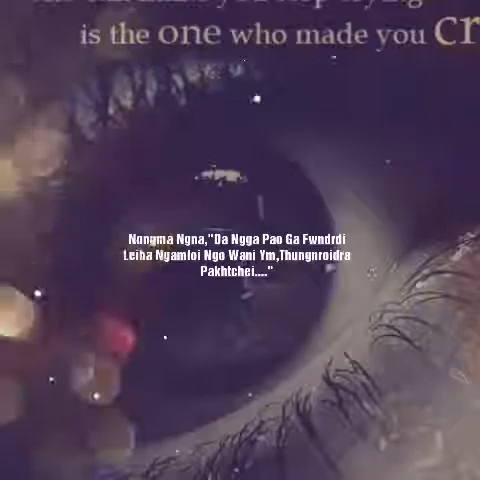 is the one who made you cr
Nongma Ngna,"Da Ngga Pao Ga Fwndrdi
Leiba Ngamloi Ngo Wani Ym,Thungnroidra
Pakhtchei...."